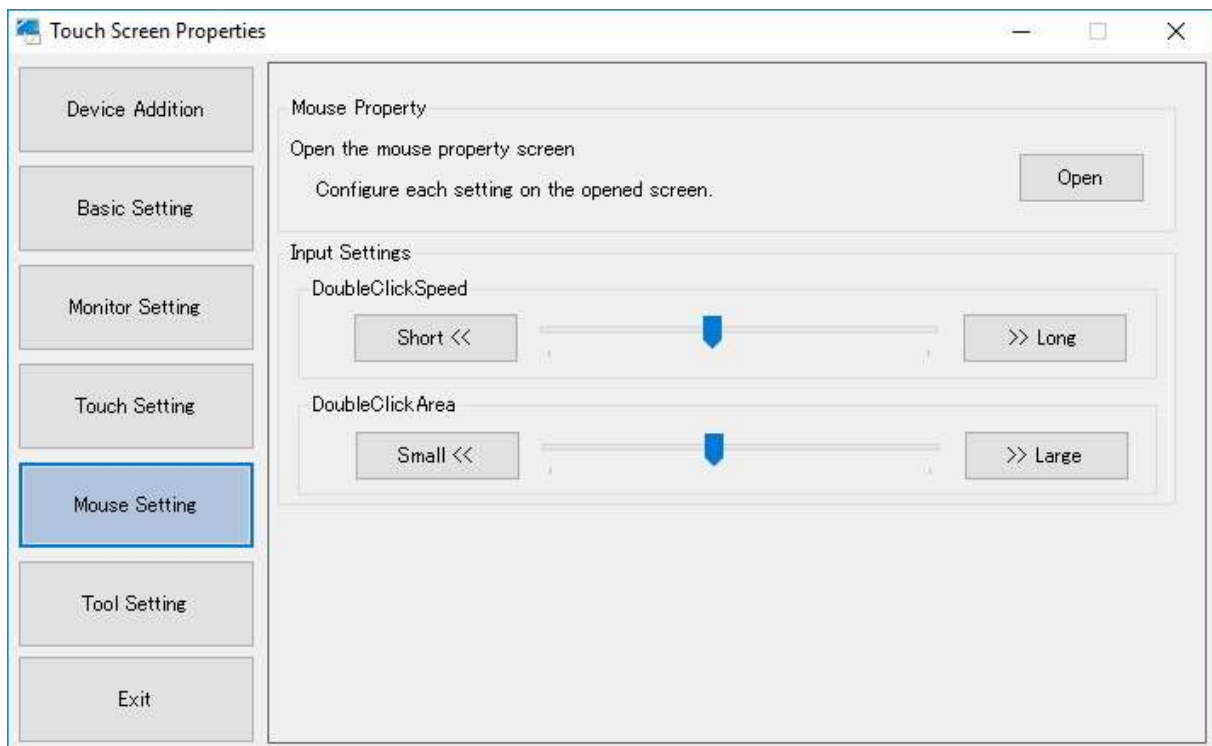 Touch Screen Properties
Device Addition
Basic Setting
Monitor Setting
Touch Setting
Mouse Setting
Tool Setting
Exit
Mouse Property
Open the mouse property screen
Configure each setting on the opened screen.
Open
Input Settings
DoubleClickSpeed
Short <<
>> Long
DoubleClickArea
Small <<
>> Large